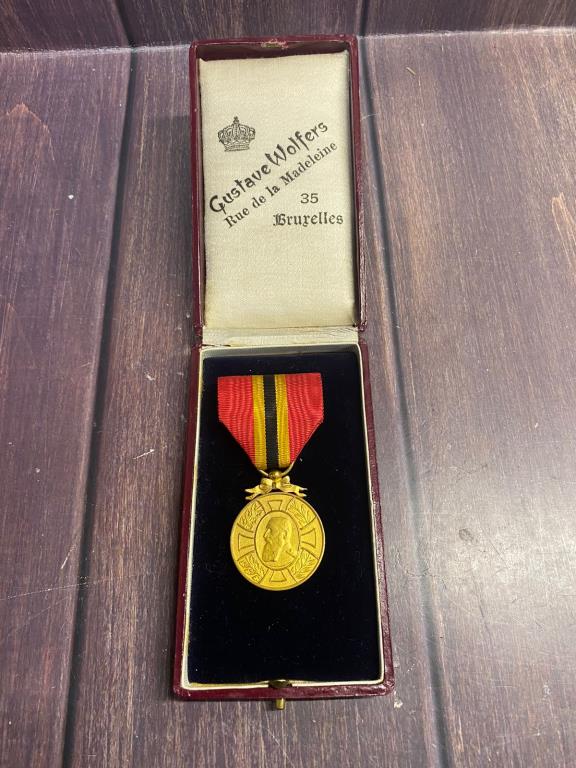 Gustave Wolfers
Rue de la Madeleine
35
Bruxelles